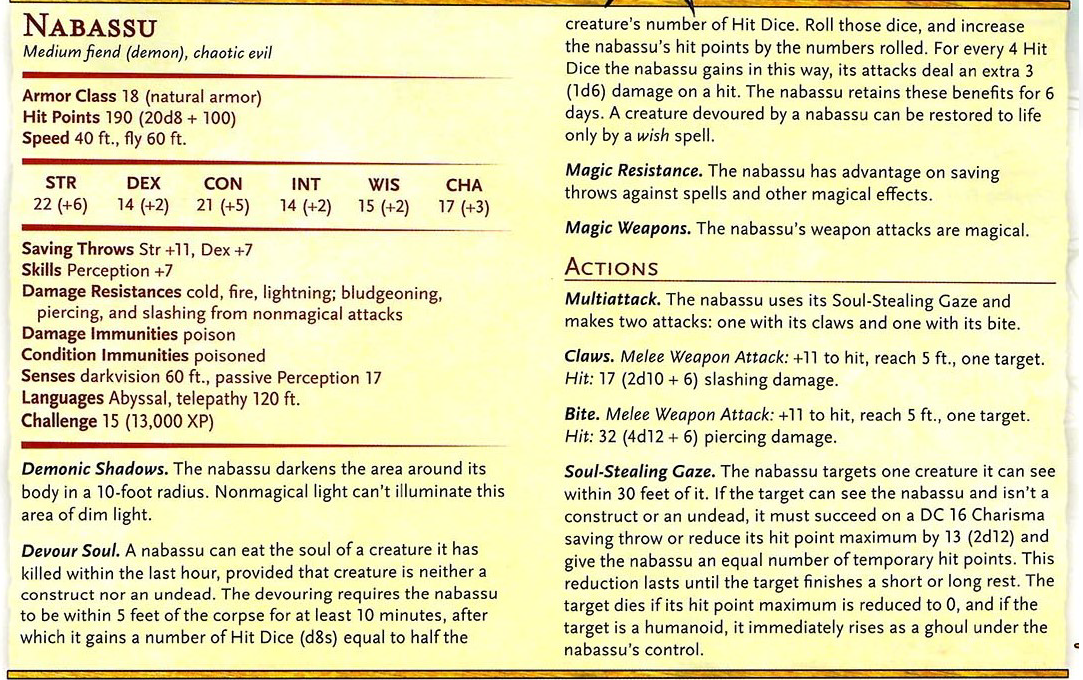 NABASSU
Medium fiend (demon), chaotic evil
Armor Class 18 (natural armor)
Hit Points 190 (20d8 + 100)
Speed 40 ft., fly 60 ft.
STR DEX CON INT WIS CHA
22 (+6) 14 (+2) 21 (+5) 14 (+2) 15 (+2) 17 (+3)
Saving Throws Str +11, Dex +7
Skills Perception +7
Damage Resistances cold, fire, lightning; bludgeoning,
piercing, and slashing from nonmagical attacks
Damage Immunities poison
Condition Immunities poisoned
Senses darkvision 60 ft., passive Perception 17
Languages Abyssal, telepathy 120 ft.
Challenge 15 (13,000 XP)
Demonic Shadows. The nabassu darkens the area around its
body in a 10-foot radius. Nonmagical light can't illuminate this
area of dim light.
Devour Soul. A nabassu can eat the soul of a creature it has
killed within the last hour, provided that creature is neither a
construct nor an undead. The devouring requires the nabassu
to be within 5 feet of the corpse for at least 10 minutes, after
which it gains a number of Hit Dice (d8s) equal to half the
creature's number of Hit Dice. Roll those dice, and increase
the nabassu's hit points by the numbers rolled. For every 4 Hit
Dice the nabassu gains in this way, its attacks deal an extra 3
(1d6) damage on a hit. The nabassu retains these benefits for 6
days. A creature devoured by a nabassu can be restored to life
only by a wish spell.
Magic Resistance. The nabassu has advantage on saving
throws against spells and other magical effects.
Magic Weapons. The nabassu's weapon attacks are magical.
ACTIONS
Multiattack. The nabassu uses its Soul-Stealing Gaze and
makes two attacks: one with its claws and one with its bite.
Claws. Melee Weapon Attack: +11 to hit, reach 5 ft., one target.
Hit: 17 (2d10 + 6) slashing damage.
Bite. Melee Weapon Attack: +11 to hit, reach 5 ft., one target.
Hit: 32 (4d12 + 6) piercing damage.
Soul-Stealing Gaze. The nabassu targets one creature it can see
within 30 feet of it. If the target can see the nabassu and isn't a
construct or an undead, it must succeed on a DC 16 Charisma
saving throw or reduce its hit point maximum by 13 (2d12) and
give the nabassu an equal number of temporary hit points. This
reduction lasts until the target finishes a short or long rest. The
target dies if its hit point maximum is reduced to 0, and if the
target is a humanoid, it immediately rises as a ghoul under the
nabassu's control.